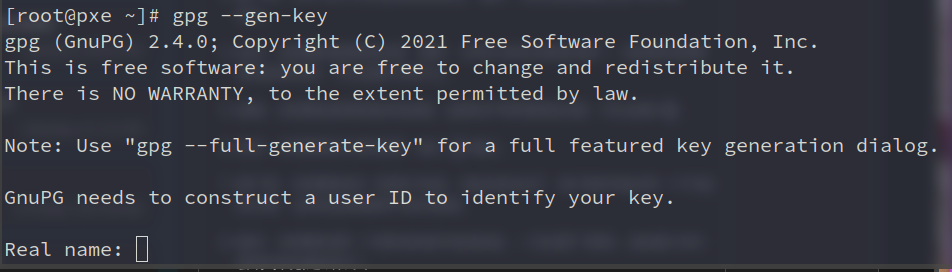 [root@pxe ~]# gpg --gen-key
gpg (GnuPG) 2.4.0; Copyright (C) 2021 Free Software Foundation, Inc.
This is free software: you are free to change and redistribute it.
There is NO WARRANTY, to the extent permitted by law.
Note: Use "gpg --full-generate-key" for a full featured key generation dialog.
GnuPG needs to construct a user ID to identify your key.
Real name: